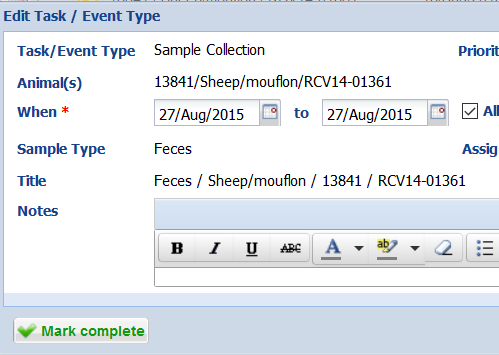 Edit Task / Event Type
Task/Event Type Sample Collection Priorit
Animal(s) 13841/Sheep/mouflon/RCV14-01361
When * 27/Aug/2015 to 27/Aug/2015 All
Sample Type Feces Assig
Title Feces / Sheep/mouflon / 13841 / RCV14-01361
Notes
B I U ABC A ab
Mark complete